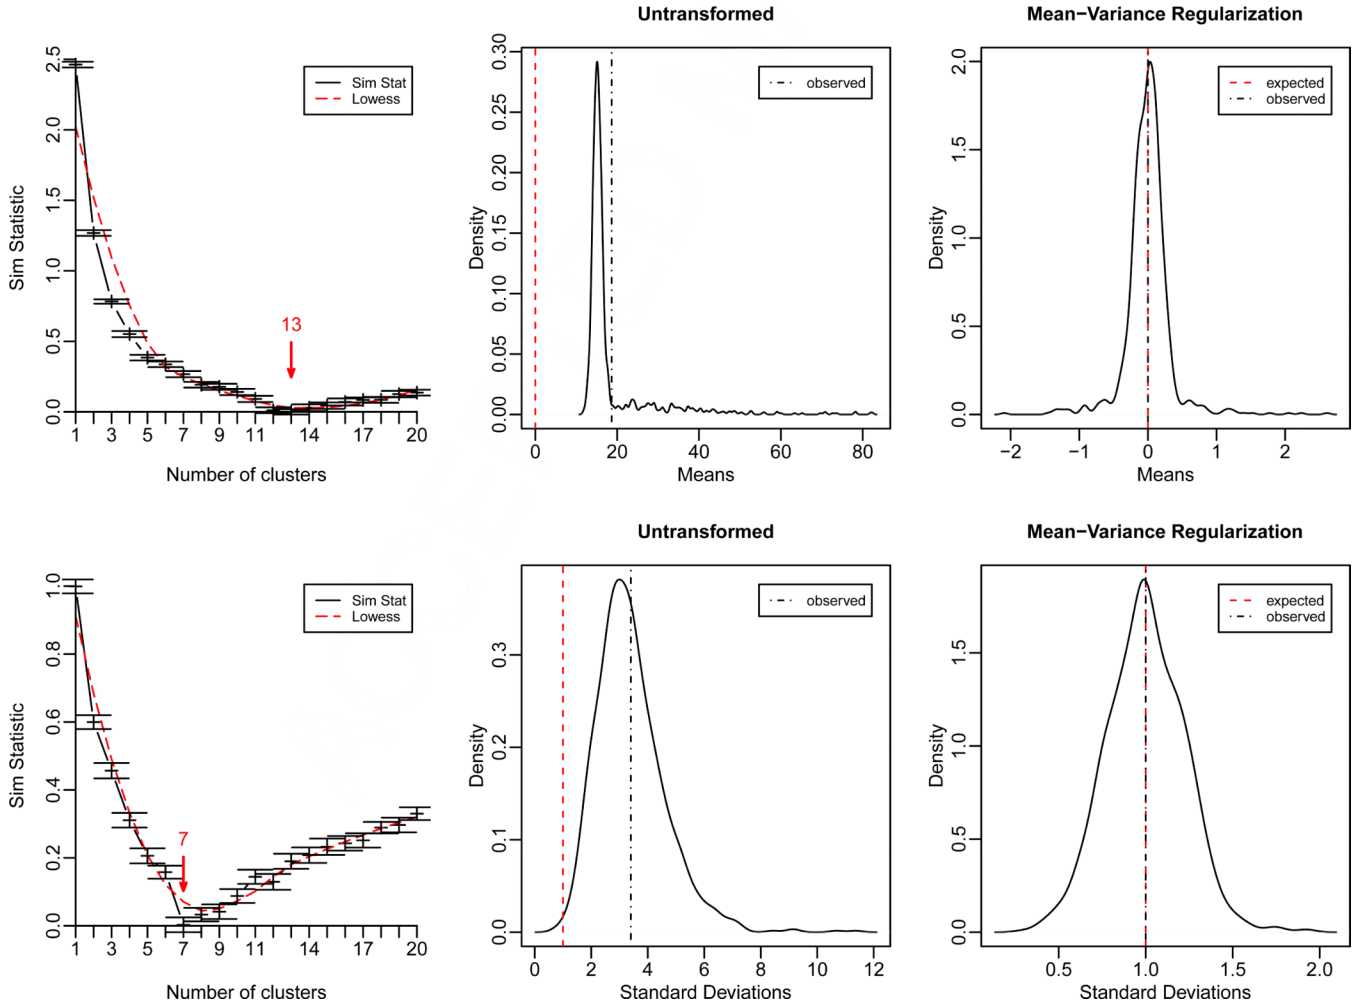 Untransformed
Mean−Variance Regularization
Sim Statistic
0.0 0.5 1.0 1.5 2.0 2.5
Sim Stat
Lowess
13
1 3 5 7 9 11 14 17 20
Number of clusters
Density
0.00 0.05 0.10 0.15 0.20 0.25 0.30
observed
0 20 40 60 80
Means
Density
0.0 0.5 1.0 1.5 2.0
expected
observed
−2 −1 0 1 2
Means
Untransformed
Mean−Variance Regularization
Sim Statistic
0.0 0.2 0.4 0.6 0.8 1.0
Sim Stat
Lowess
7
1 3 5 7 9 11 14 17 20
Number of clusters
Density
0.0 0.1 0.2 0.3
observed
0 2 4 6 8 10 12
Standard Deviations
Density
0.0 0.5 1.0 1.5
expected
observed
0.5 1.0 1.5 2.0
Standard Deviations